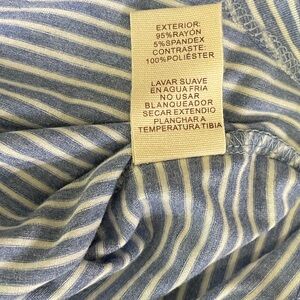 EXTERIOR:
95%RAYÓN
5%SPANDEX
CONTRASTE:
100%POLIÉSTER
LAVAR SUAVE
EN AGUA FRIA
NO USAR
BLANQUEADOR
SECAR EXTENDIO
PLANCHAR A
TEMPERATURA TIBIA